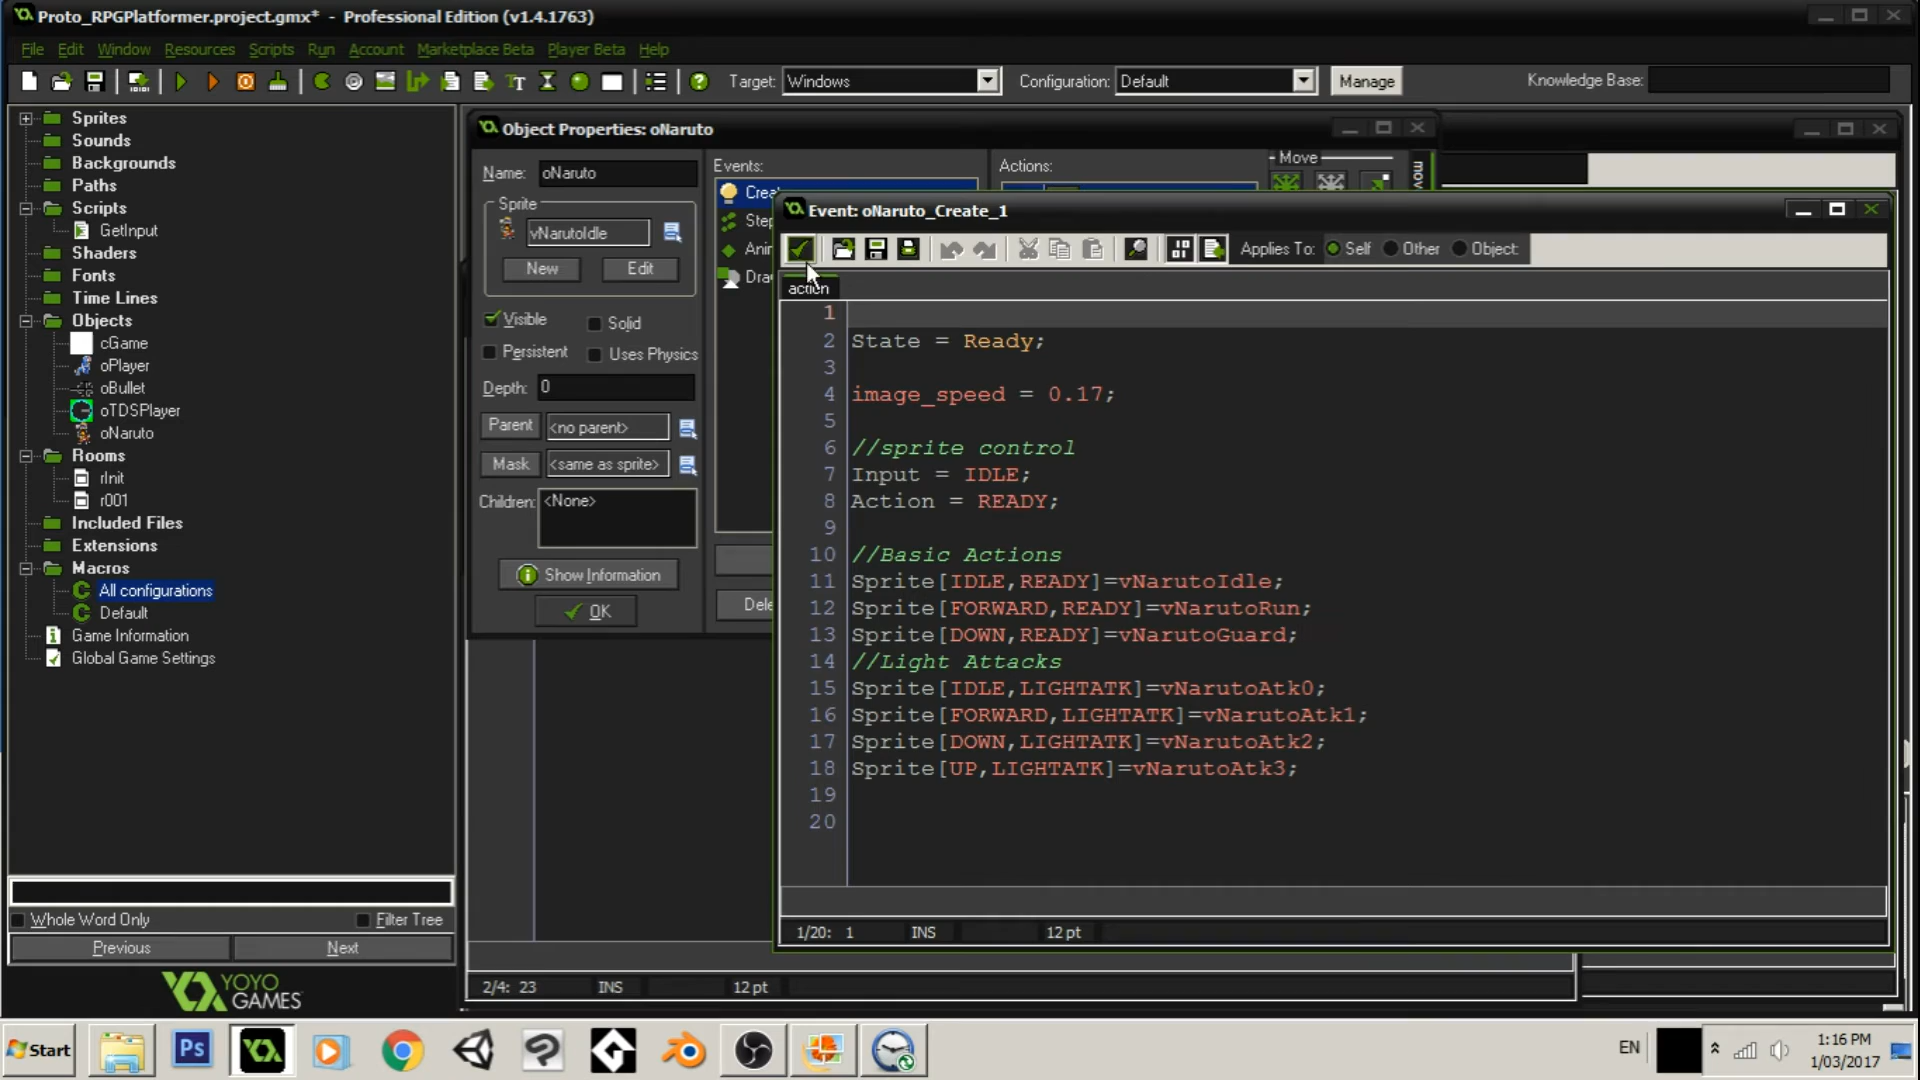 Proto_RPGPlatformer.project.gmx* - Professional Edition (v1.4.1763)
File Edit Window Resources Scripts Run Account Marketplace Beta Player Beta Help
Target: Windows Configuration: Default Manage Knowledge Base:
Sprites
Sounds
Backgrounds
Paths
Scripts
GetInput
Shaders
Fonts
Time Lines
Objects
cGame
oPlayer
oBullet
oTDSPlayer
oNaruto
Rooms
rInit
r001
Included Files
Extensions
Macros
All configurations
Default
Game Information
Global Game Settings
Whole Word Only Filter Tree
Previous Next
YOYO
GAMES
Object Properties: oNaruto
Name: oNaruto
Sprite
vNarutoIdle
New Edit
Visible Solid
Persistent Uses Physics
Depth: 0
Parent <no parent>
Mask <same as sprite>
Children: <None>
Show Information
OK
Events:
Actions:
Move
Event: oNaruto_Create_1
Applies To: Self Other Object:
action
1
2 State = Ready;
3
4 image_speed = 0.17;
5
6 //sprite control
7 Input = IDLE;
8 Action = READY;
9
10 //Basic Actions
11 Sprite[IDLE,READY]=vNarutoIdle;
12 Sprite[FORWARD,READY]=vNarutoRun;
13 Sprite[DOWN,READY]=vNarutoGuard;
14 //Light Attacks
15 Sprite[IDLE,LIGHTATK]=vNarutoAtk0;
16 Sprite[FORWARD,LIGHTATK]=vNarutoAtk1;
17 Sprite[DOWN,LIGHTATK]=vNarutoAtk2;
18 Sprite[UP,LIGHTATK]=vNarutoAtk3;
19
20
1/20: 1 INS 12 pt
2/4: 23 INS 12 pt
Start
Ps
EN
1:16 PM
1/03/2017